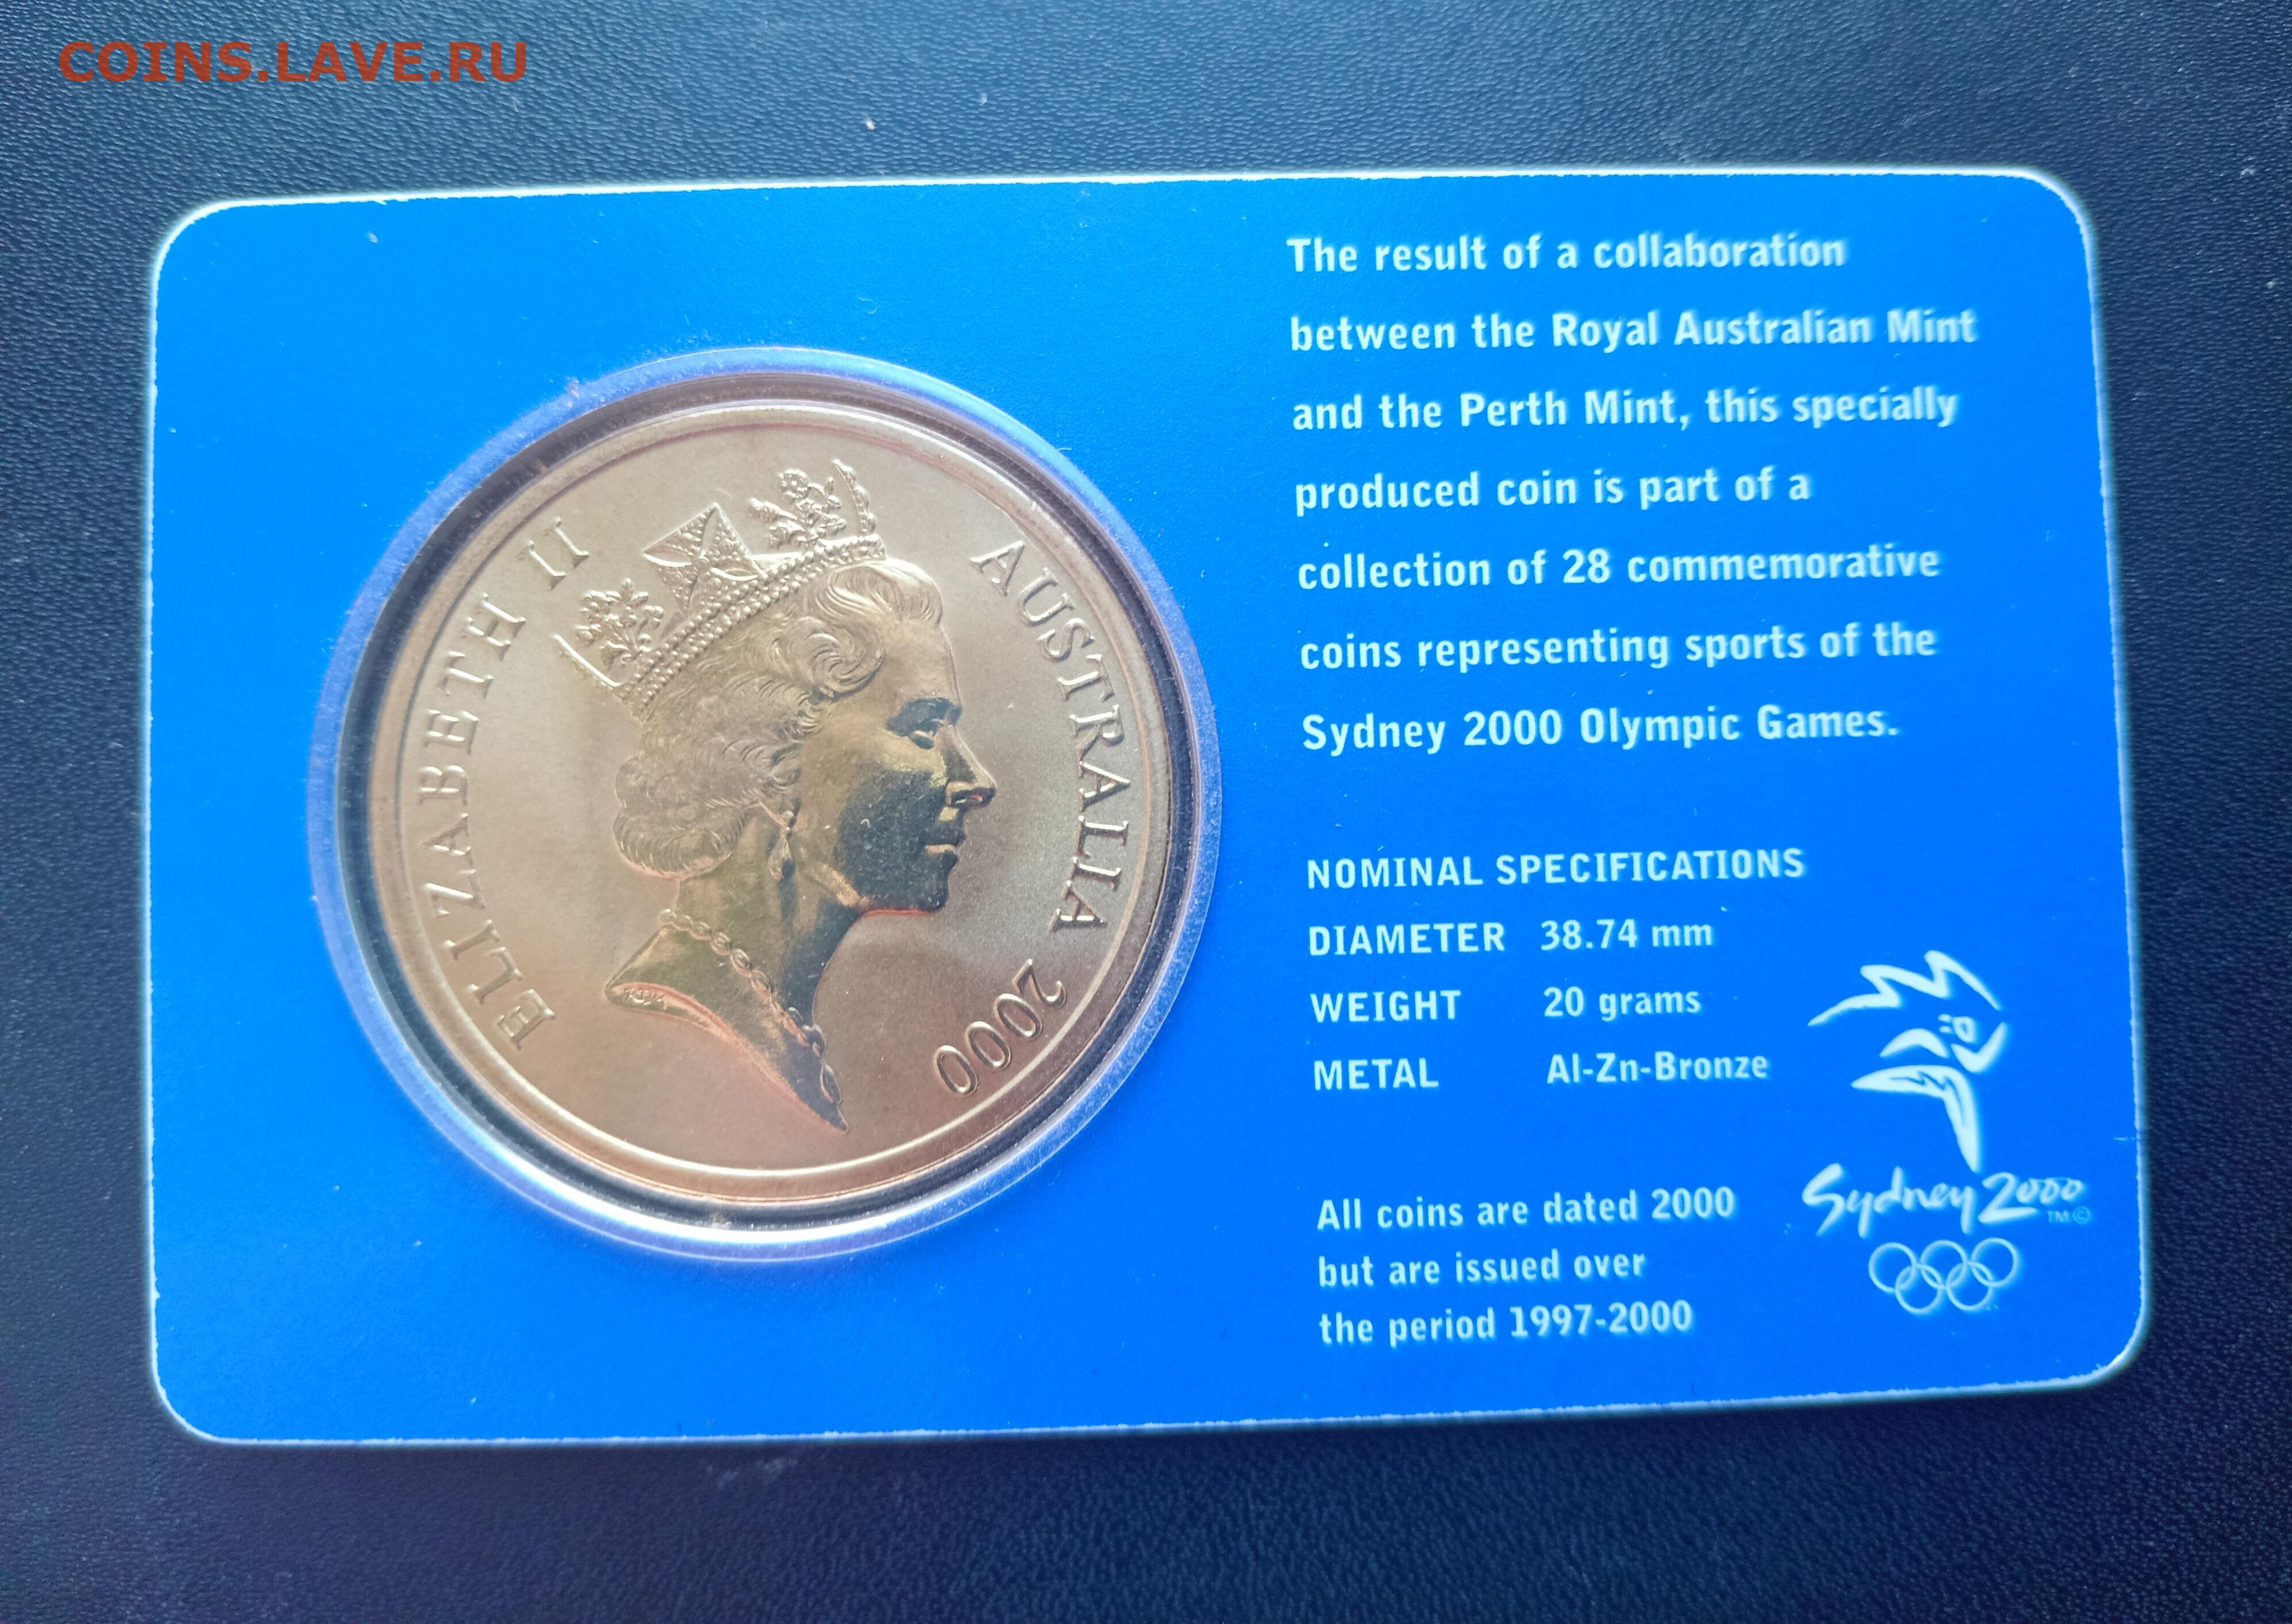 COINS.LAVE.RU
ELIZABETH II
AUSTRALIA 2000
The result of a collaboration
between the Royal Australian Mint
and the Perth Mint, this specially
produced coin is part of a
collection of 28 commemorative
coins representing sports of the
Sydney 2000 Olympic Games.
NOMINAL SPECIFICATIONS
DIAMETER 38.74 mm
WEIGHT 20 grams
METAL Al-Zn-Bronze
All coins are dated 2000
but are issued over
the period 1997-2000
Sydney 2000
TM©